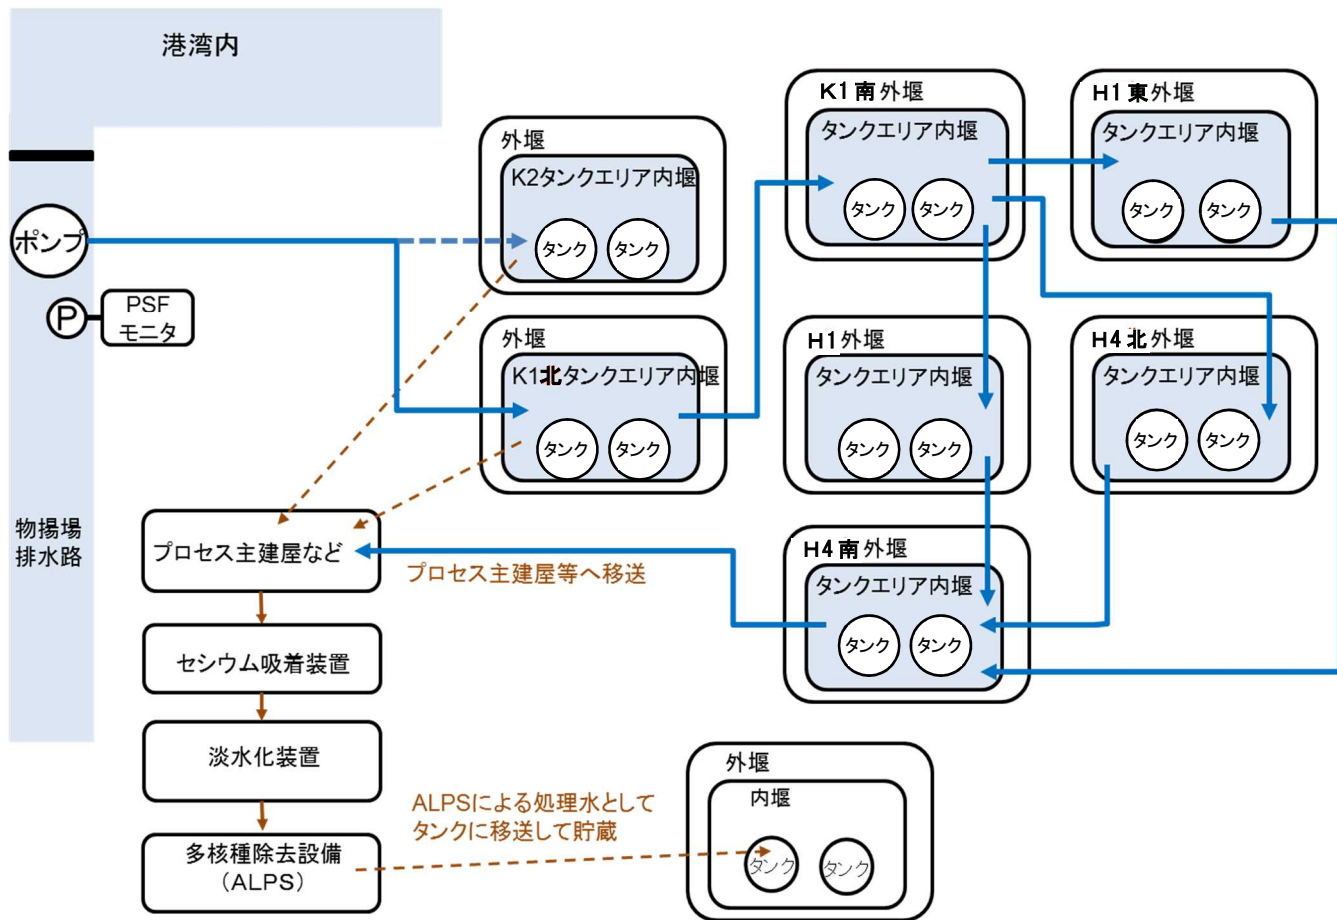 港湾内
ポンプ
P
PSF
モニタ
物揚場
排水路
外堰
K2タンクエリア内堰
タンク
タンク
外堰
K1北タンクエリア内堰
タンク
タンク
K1南外堰
タンクエリア内堰
タンク
タンク
H1東外堰
タンクエリア内堰
タンク
タンク
H1外堰
タンクエリア内堰
タンク
タンク
H4北外堰
タンクエリア内堰
タンク
タンク
H4南外堰
タンクエリア内堰
タンク
タンク
プロセス主建屋など
プロセス主建屋等へ移送
セシウム吸着装置
淡水化装置
多核種除去設備
（ALPS）
ALPSによる処理水として
タンクに移送して貯蔵
外堰
内堰
タンク
タンク